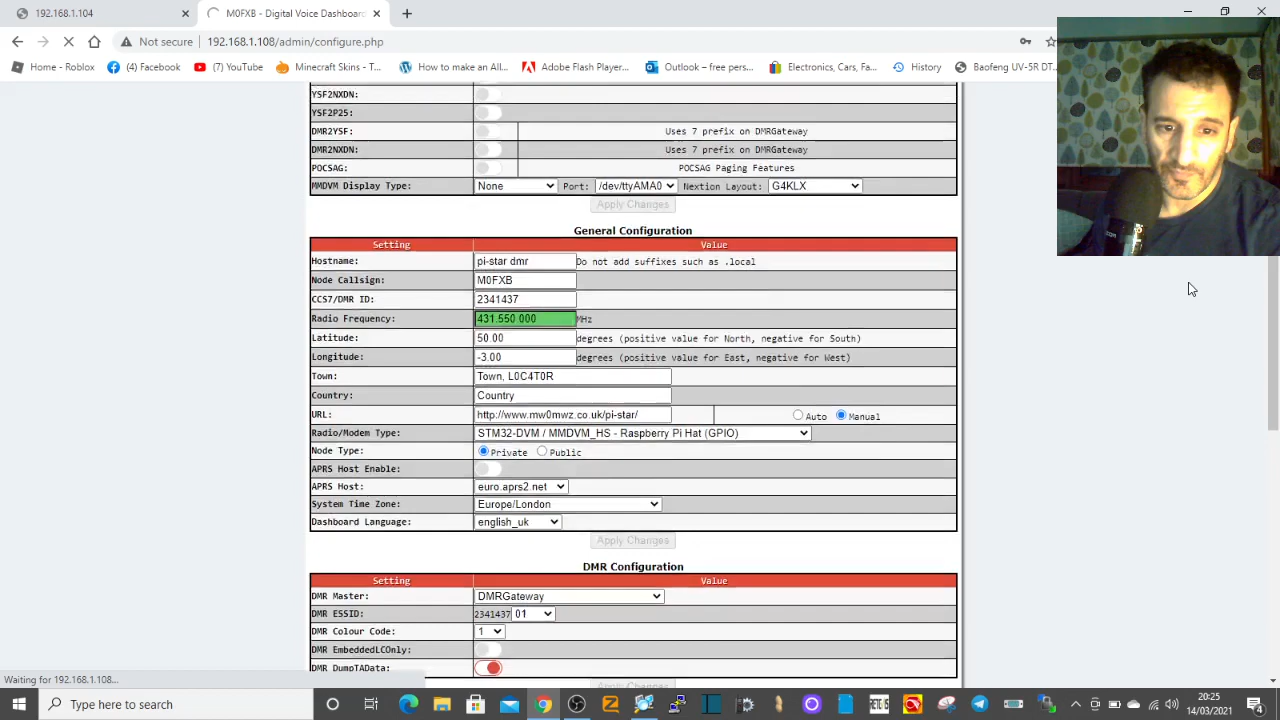 192.168.1.104
M0FXB - Digital Voice Dashboard
Not secure 192.168.1.108/admin/configure.php
Home - Roblox (4) Facebook (7) YouTube Minecraft Skins - T... How to make an All... Adobe Flash Player... Outlook – free pers... Electronics, Cars, Fa... History Baofeng UV-5R DT...
YSF2NXDN:
YSF2P25:
DMR2YSF: Uses 7 prefix on DMRGateway
DMR2NXDN: Uses 7 prefix on DMRGateway
POCSAG: POCSAG Paging Features
MMDVM Display Type: None Port: /dev/ttyAMA0 Nextion Layout: G4KLX
Apply Changes
General Configuration
Setting Value
Hostname: pi-star dmr Do not add suffixes such as .local
Node Callsign: M0FXB
CCS7/DMR ID: 2341437
Radio Frequency: 431.550.000 MHz
Latitude: 50.00 degrees (positive value for North, negative for South)
Longitude: -3.00 degrees (positive value for East, negative for West)
Town: Town, L0C4T0R
Country: Country
URL: http://www.mw0mwz.co.uk/pi-star/ Auto Manual
Radio/Modem Type: STM32-DVM / MMDVM_HS - Raspberry Pi Hat (GPIO)
Node Type: Private Public
APRS Host Enable:
APRS Host: euro.aprs2.net
System Time Zone: Europe/London
Dashboard Language: english_uk
Apply Changes
DMR Configuration
Setting Value
DMR Master: DMRGateway
DMR ESSID: 2341437 01
DMR Colour Code: 1
DMR EmbeddedLCOnly:
DMR DumpTAData:
Apply Changes
Waiting for 192.168.1.108...
Type here to search
20:25
14/03/2021